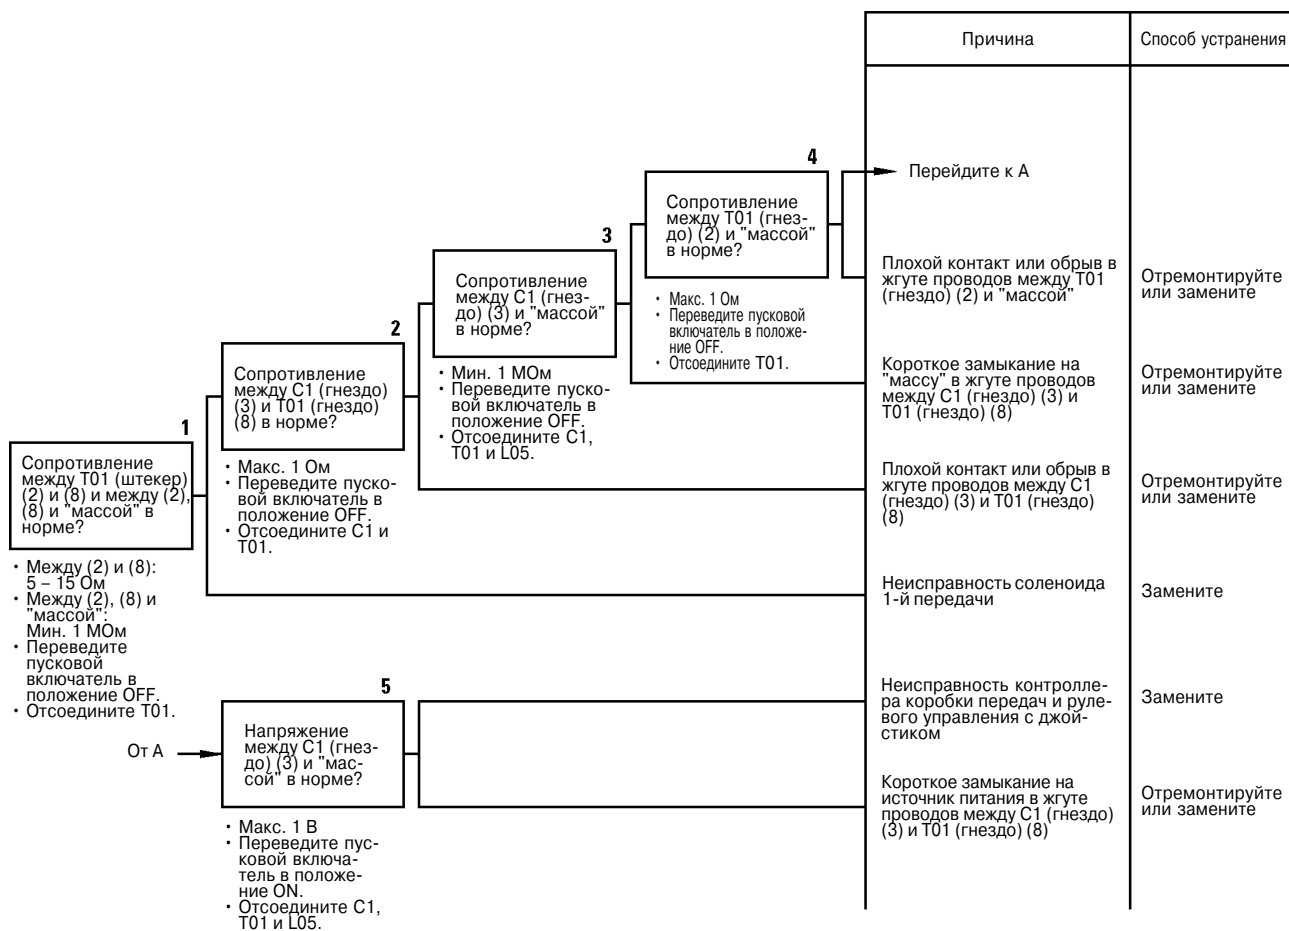 Причина
Способ устранения
4
Перейдите к А
Сопротивление
между Т01 (гнез-
до) (2) и "массой"
в норме?
• Макс. 1 Ом
• Переведите пусковой
включатель в положе-
ние OFF.
• Отсоедините Т01.
Плохой контакт или обрыв в
жгуте проводов между Т01
(гнездо) (2) и "массой"
Отремонтируйте
или замените
3
Сопротивление
между С1 (гнез-
до) (3) и "массой"
в норме?
• Мин. 1 МОм
• Переведите пуско-
вой включатель в
положение OFF.
• Отсоедините С1,
Т01 и L05.
Короткое замыкание на
"массу" в жгуте проводов
между С1 (гнездо) (3) и
Т01 (гнездо) (8)
Отремонтируйте
или замените
2
Сопротивление
между С1 (гнездо)
(3) и Т01 (гнездо)
(8) в норме?
• Макс. 1 Ом
• Переведите пуско-
вой включатель в
положение OFF.
• Отсоедините С1 и
Т01.
Плохой контакт или обрыв в
жгуте проводов между С1
(гнездо) (3) и Т01 (гнездо)
(8)
Отремонтируйте
или замените
1
Сопротивление
между Т01 (штекер)
(2) и (8) и между (2),
(8) и "массой" в
норме?
• Между (2) и (8):
5 – 15 Ом
• Между (2), (8) и
"массой":
Мин. 1 МОм
• Переведите
пусковой
включатель в
положение OFF.
• Отсоедините Т01.
Неисправность соленоида
1-й передачи
Замените
От А
5
Напряжение
между С1 (гнез-
до) (3) и "мас-
сой" в норме?
• Макс. 1 В
• Переведите пус-
ковой включа-
тель в положе-
ние ON.
• Отсоедините С1,
Т01 и L05.
Неисправность контролле-
ра коробки передач и руле-
вого управления с джой-
стиком
Замените
Короткое замыкание на
источник питания в жгуте
проводов между С1 (гнездо)
(3) и Т01 (гнездо) (8)
Отремонтируйте
или замените